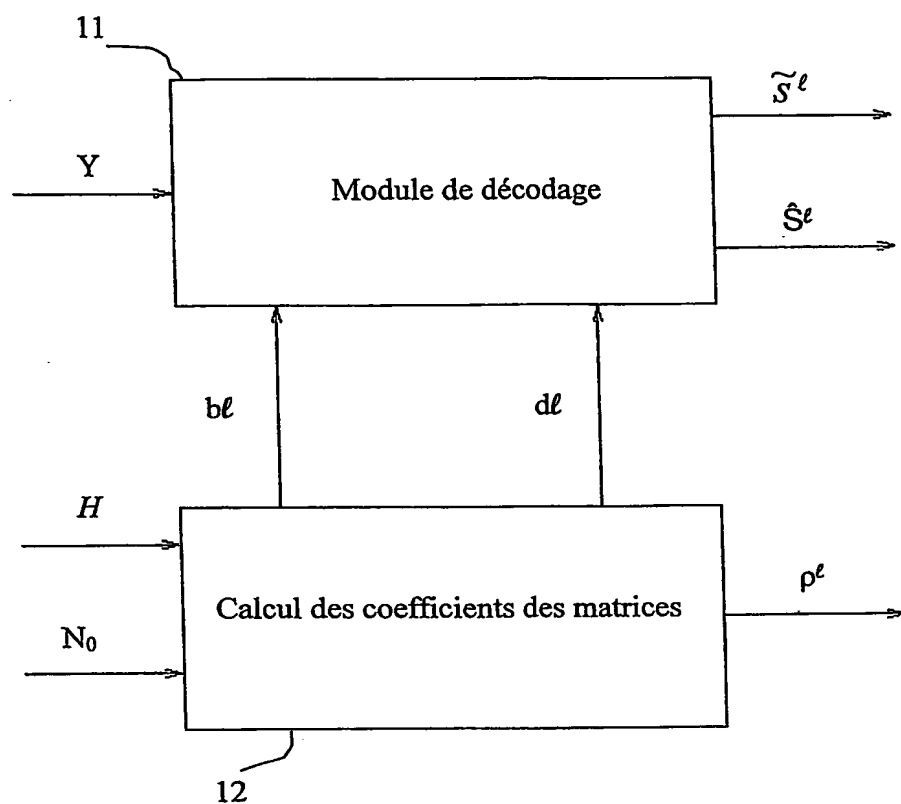 11
Y
Module de décodage
s̃ ℓ
Ŝℓ
bℓ
dℓ
H
N₀
Calcul des coefficients des matrices
ρℓ
12